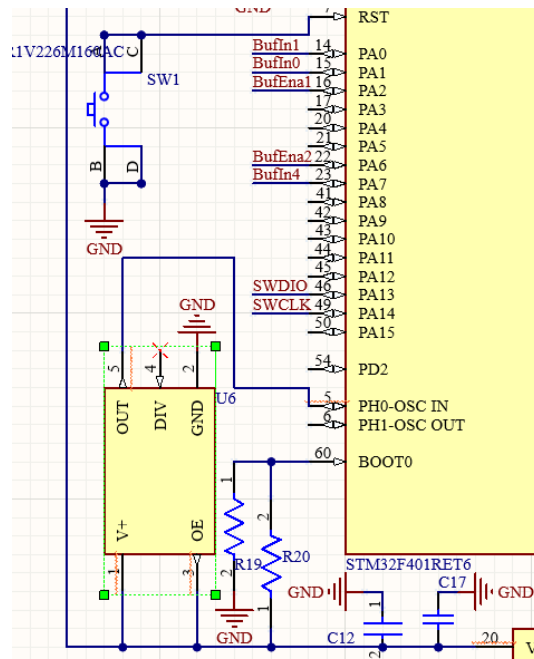 GND
7
RST
R1V226M160AC
C
SW1
BufIn1 14 PA0
BufIn0 15 PA1
BufEna1 16 PA2
17 PA3
20 PA4
21 PA5
BufEna2 22 PA6
BufIn4 23 PA7
41 PA8
42 PA9
43 PA10
44 PA11
45 PA12
SWDIO 46 PA13
SWCLK 49 PA14
50 PA15
B D
GND
GND
54 PD2
5 4 2
U6
5 PH0-OSC IN
6 PH1-OSC OUT
OUT DIV GND
60 BOOT0
1
2
V+ OE
R19 R20
STM32F401RET6
1 3 2 1
GND
GND 1 C17 GND
C12
2
20 V